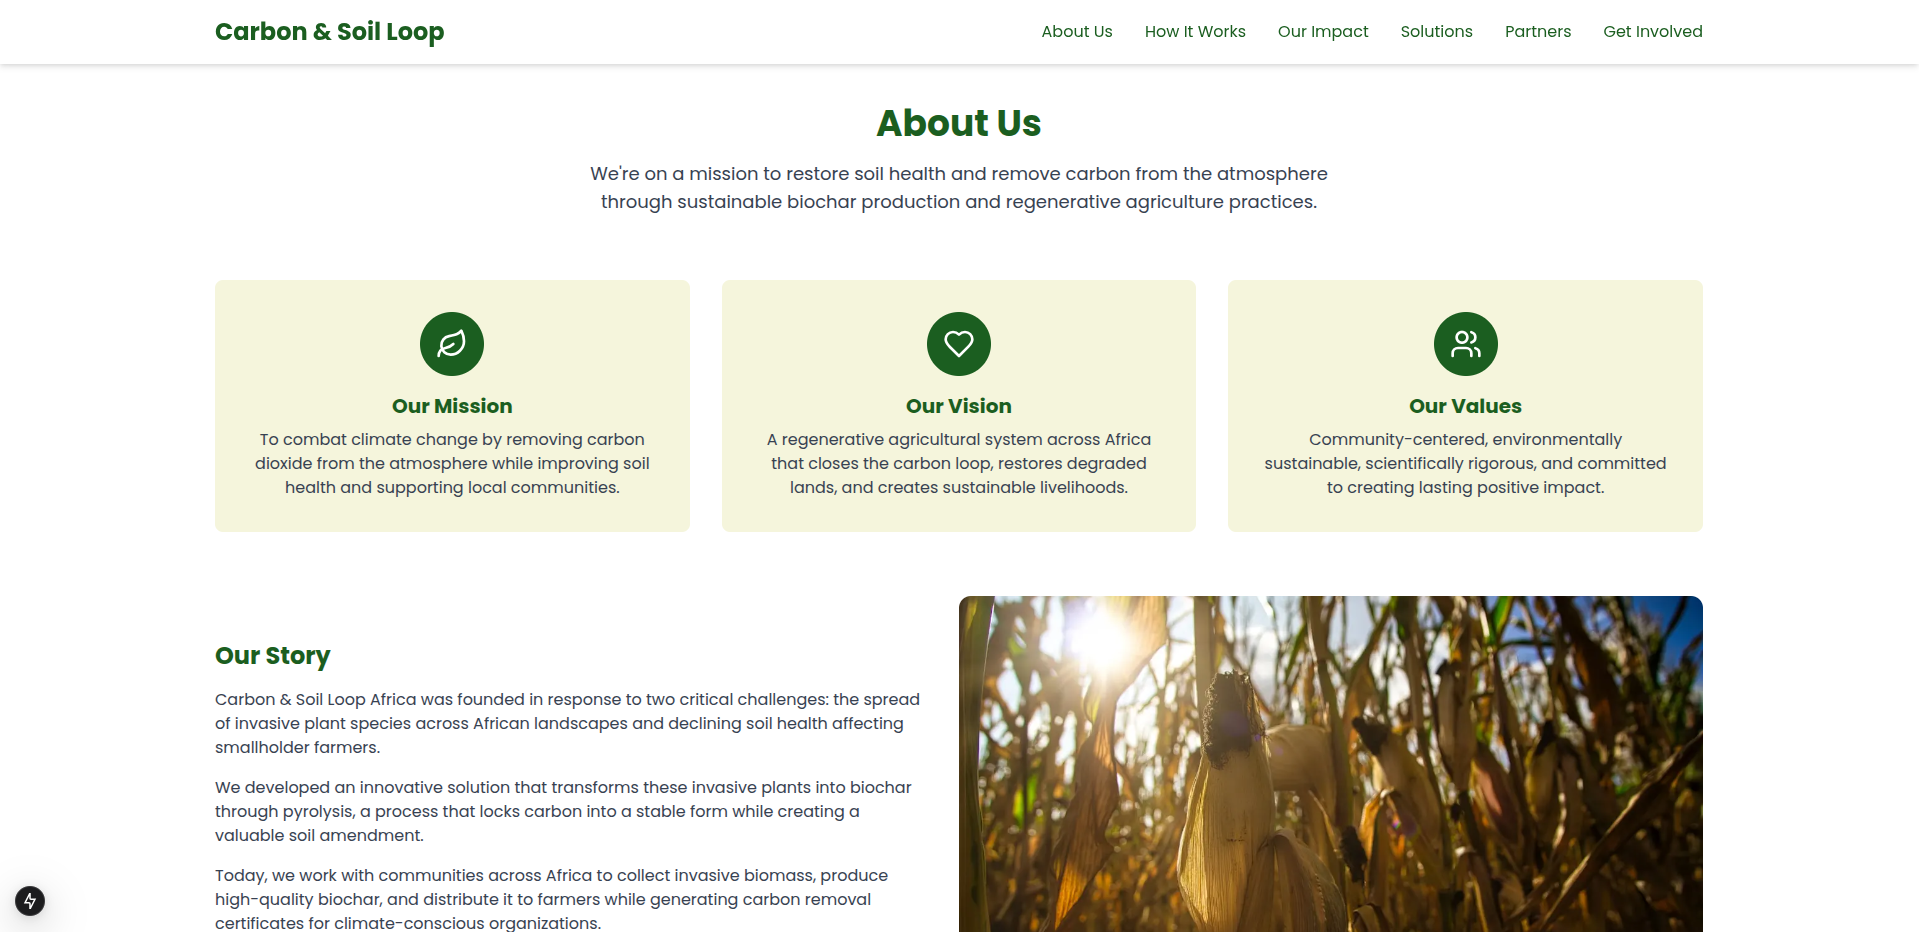 Carbon & Soil Loop
About Us
How It Works
Our Impact
Solutions
Partners
Get Involved
About Us
We're on a mission to restore soil health and remove carbon from the atmosphere
through sustainable biochar production and regenerative agriculture practices.
Our Mission
To combat climate change by removing carbon
dioxide from the atmosphere while improving soil
health and supporting local communities.
Our Vision
A regenerative agricultural system across Africa
that closes the carbon loop, restores degraded
lands, and creates sustainable livelihoods.
Our Values
Community-centered, environmentally
sustainable, scientifically rigorous, and committed
to creating lasting positive impact.
Our Story
Carbon & Soil Loop Africa was founded in response to two critical challenges: the spread
of invasive plant species across African landscapes and declining soil health affecting
smallholder farmers.
We developed an innovative solution that transforms these invasive plants into biochar
through pyrolysis, a process that locks carbon into a stable form while creating a
valuable soil amendment.
Today, we work with communities across Africa to collect invasive biomass, produce
high-quality biochar, and distribute it to farmers while generating carbon removal
certificates for climate-conscious organizations.